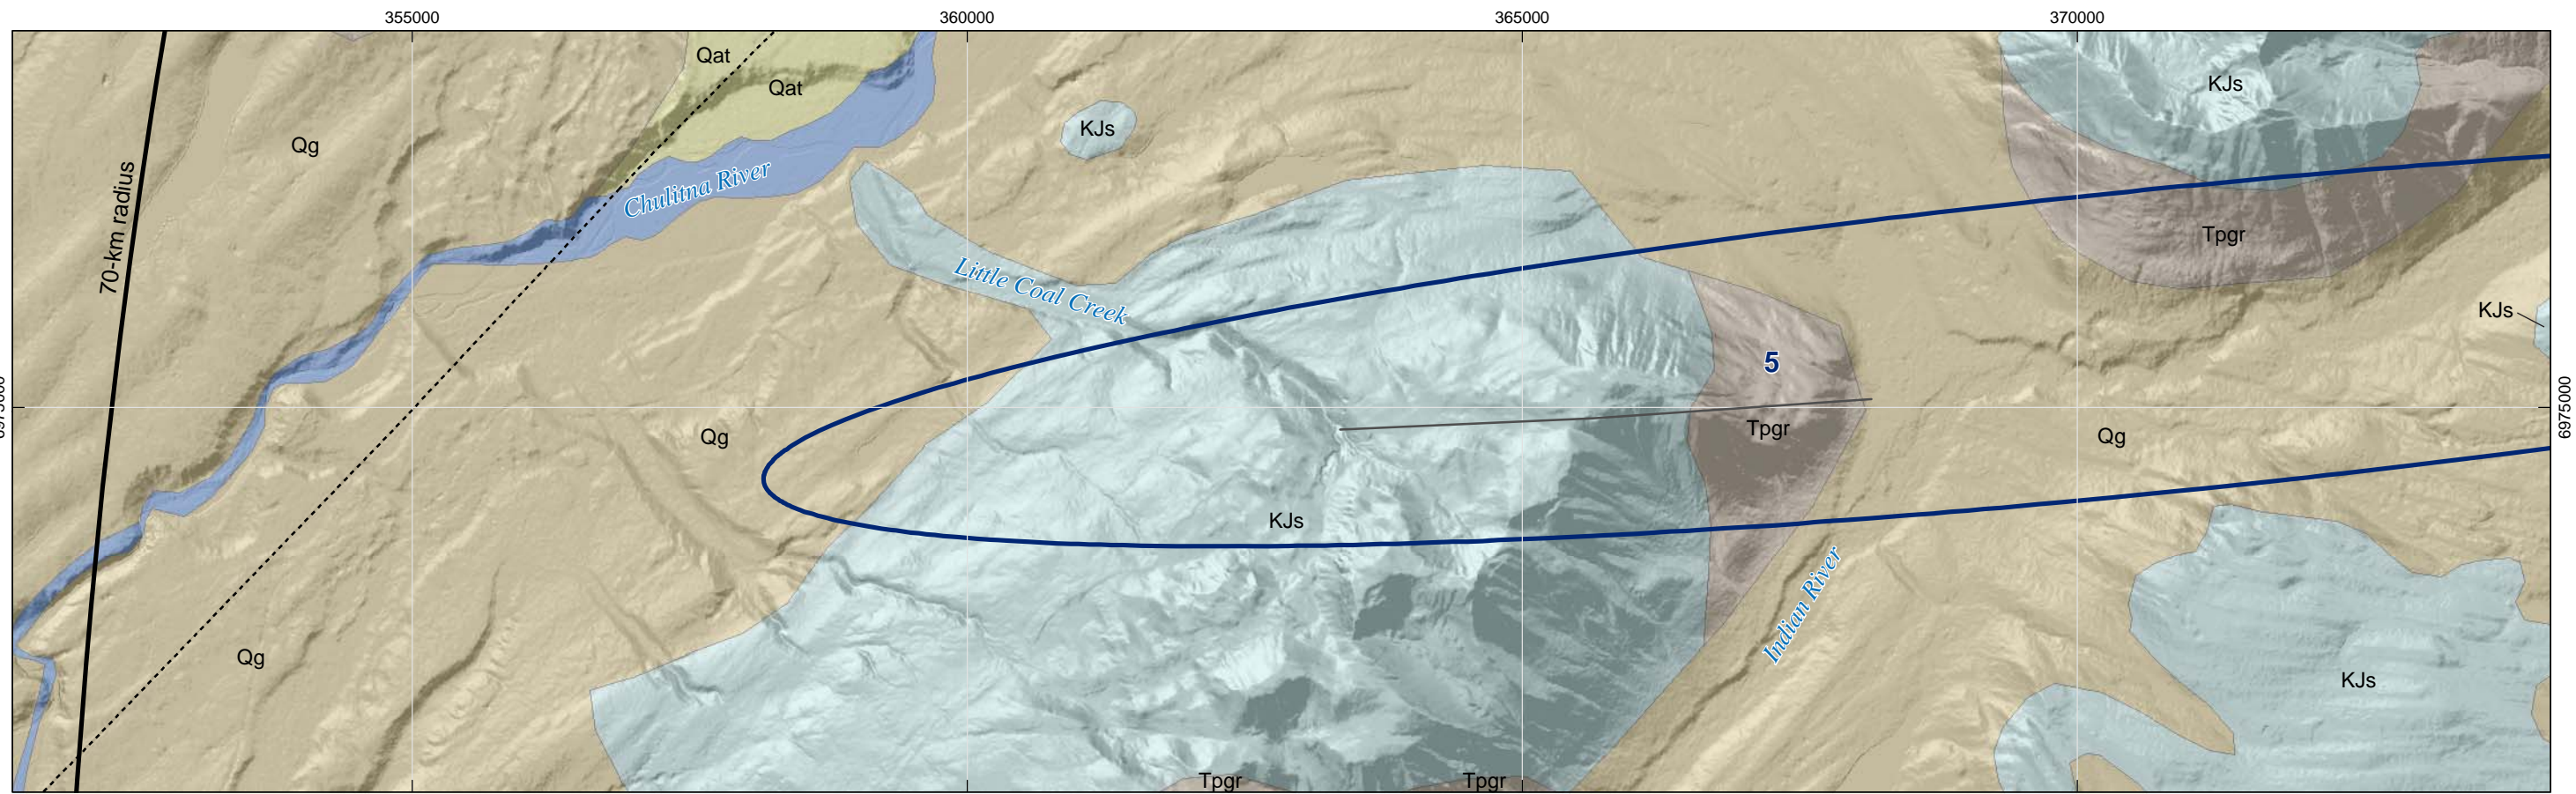 355000
360000
365000
370000
Qat
Qat
KJs
KJs
Qg
70-km radius
Chulitna River
Tpgr
Little Coal Creek
KJs
5
6975000
Qg
Tpgr
Qg
KJs
Indian River
Qg
KJs
Tpgr
Tpgr